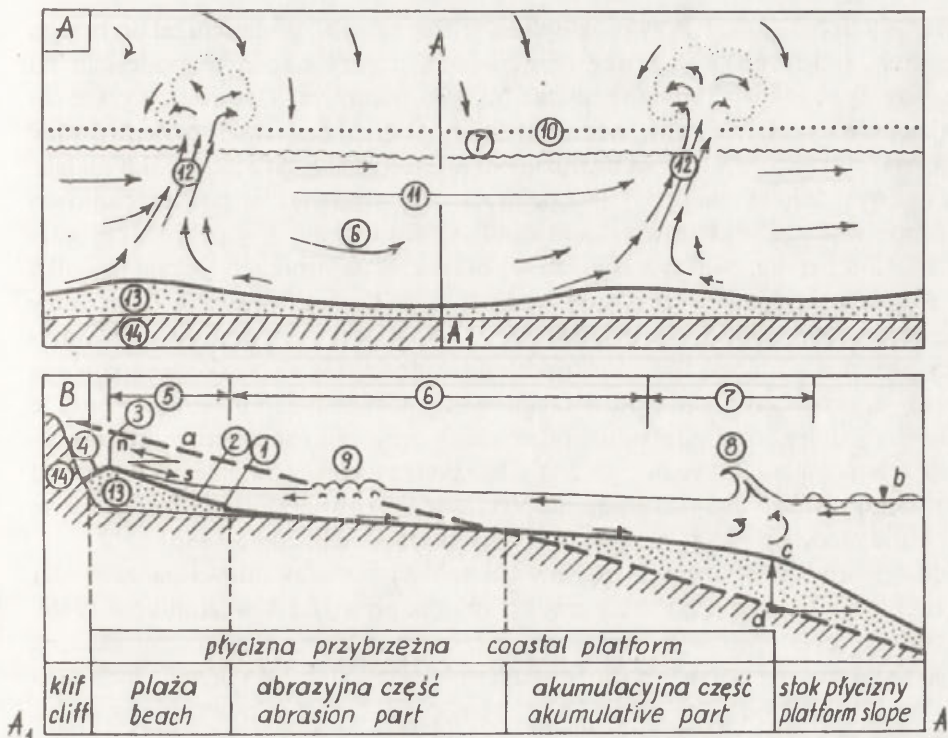 A
A
10
7
12
12
11
6
13
14
A₁
B
5
6
7
3
4
n
a
2
1
8
9
s
b
14
13
c
d
płycizna przybrzeżna coastal platform
klif plaża abrazyjna część akumulacyjna część stok płycizny
cliff beach abrasion part akumulative part platform slope
A₁ A